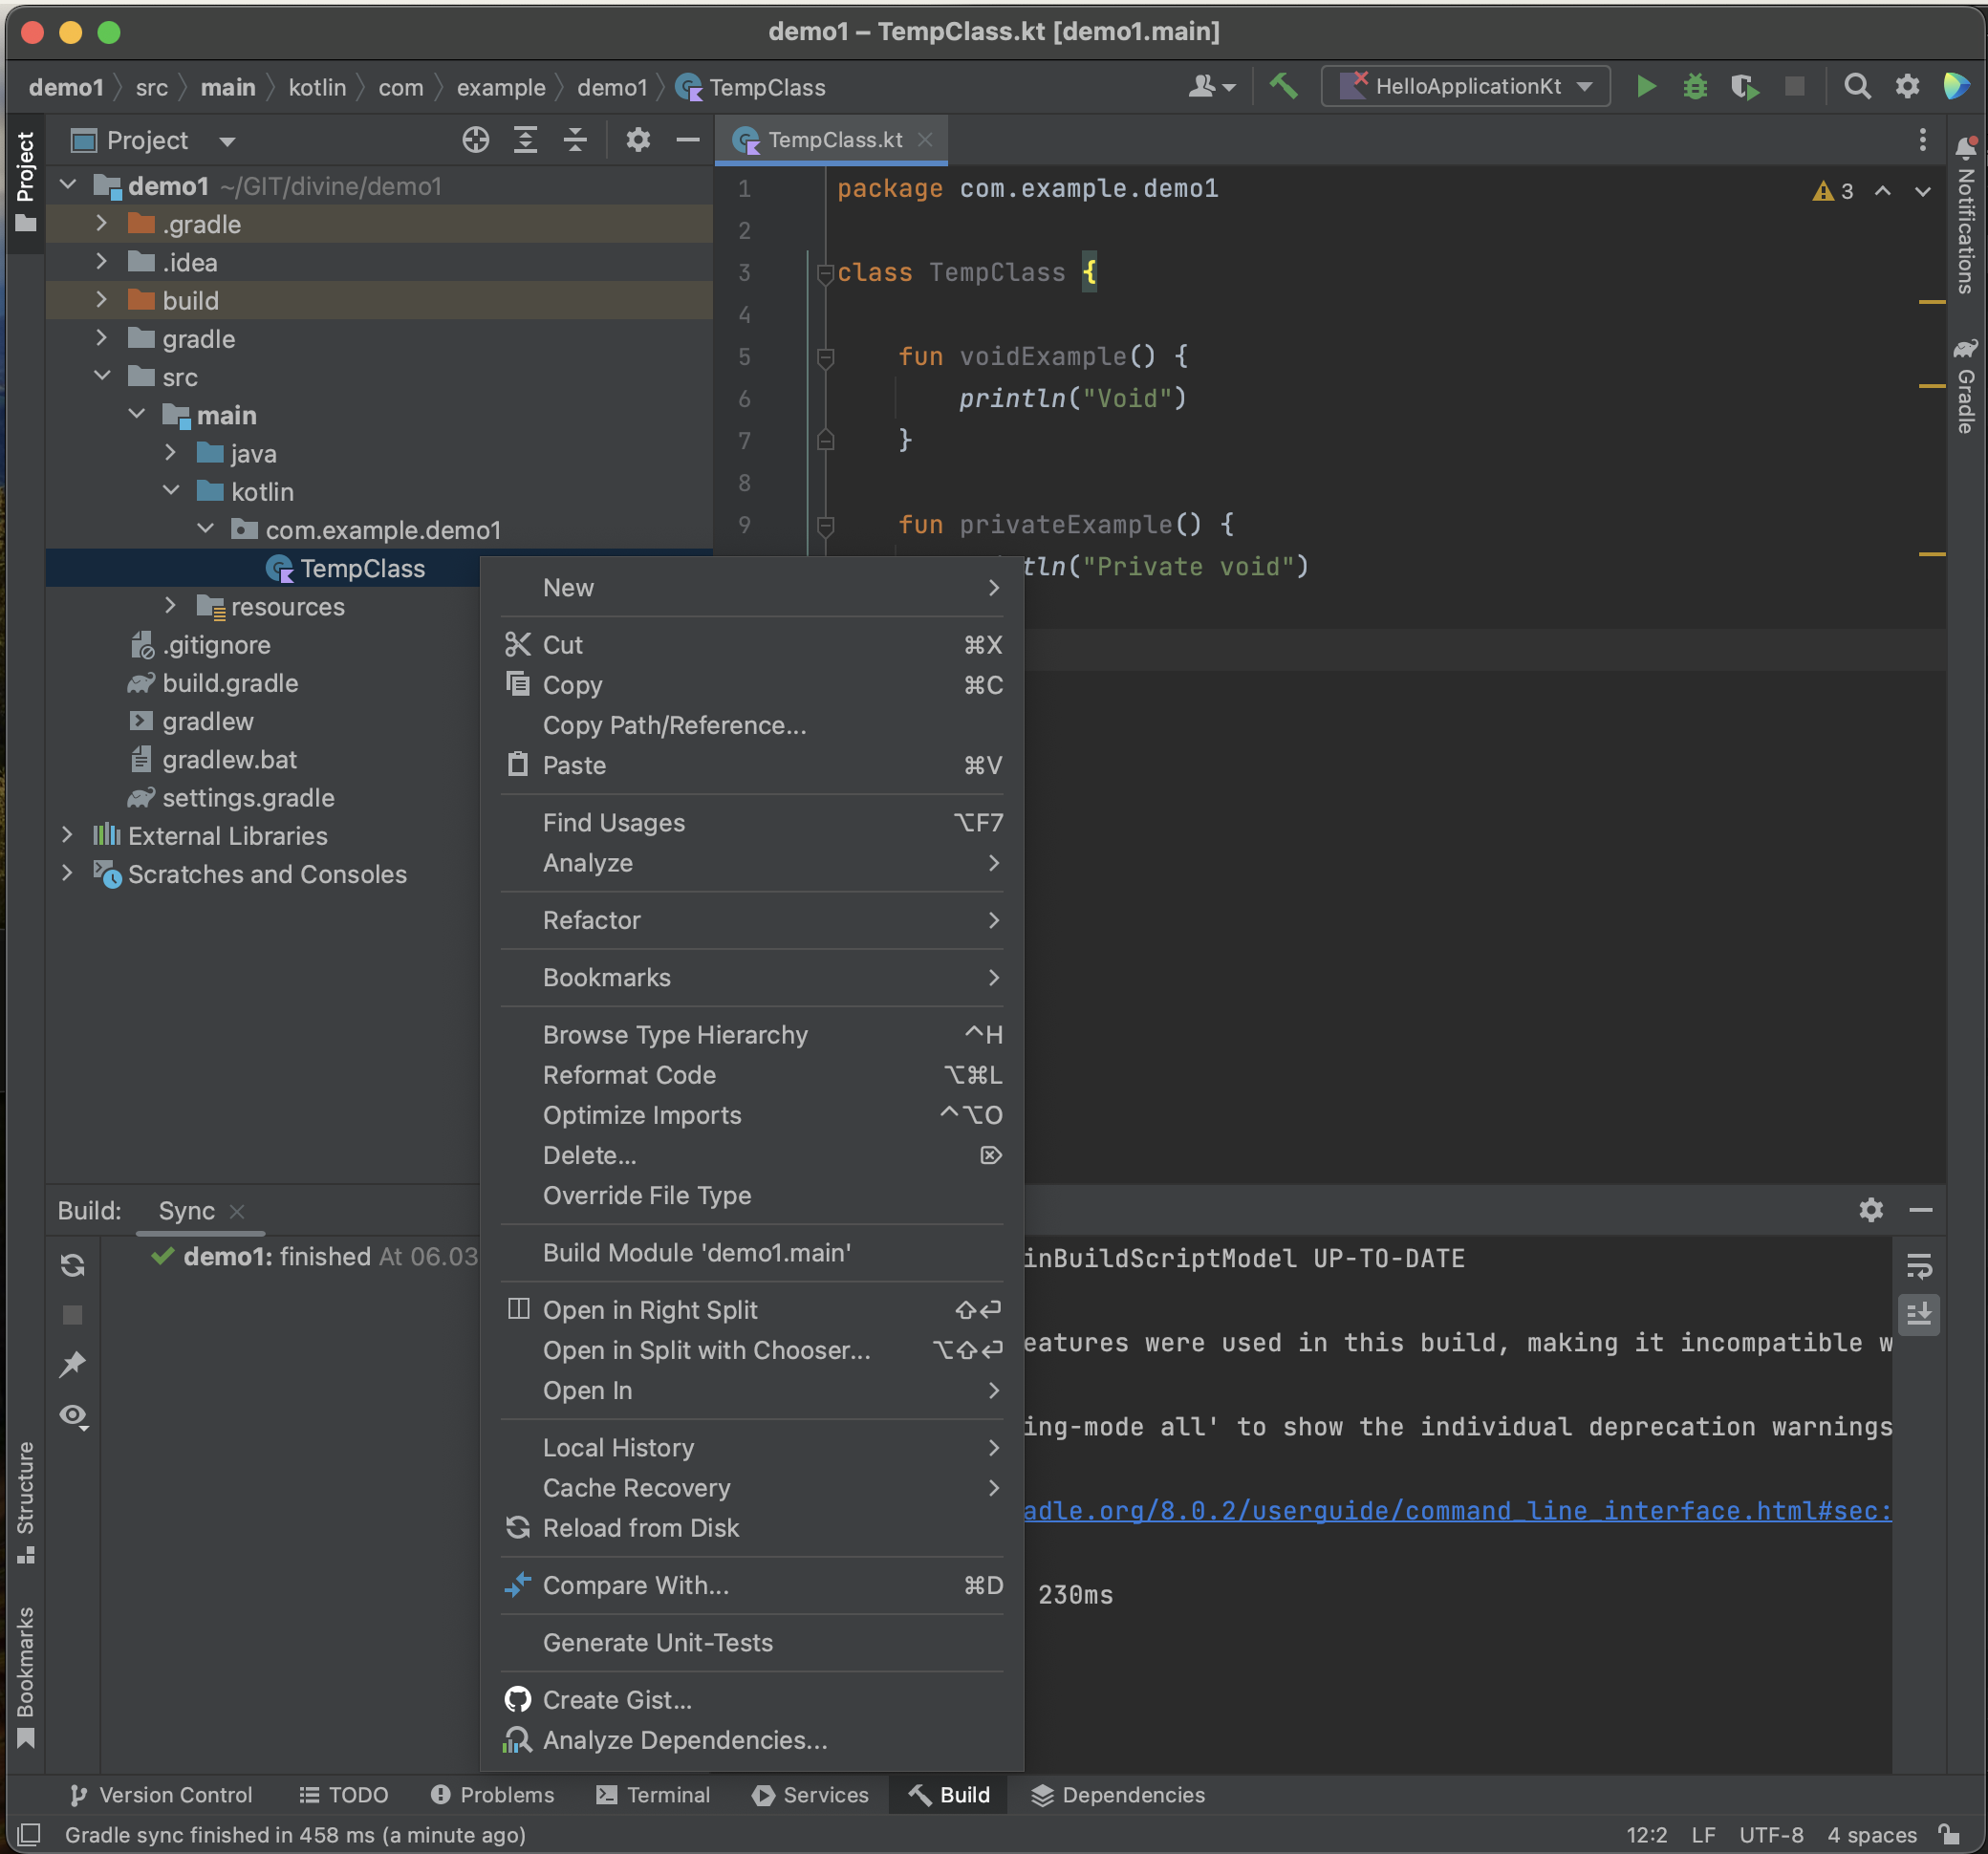 demo1 – TempClass.kt [demo1.main]
demo1 src main kotlin com example demo1 TempClass
HelloApplicationKt
Project
Project
TempClass.kt
Notifications
Gradle
demo1 ~/GIT/divine/demo1
.gradle
.idea
build
gradle
src
main
java
kotlin
com.example.demo1
TempClass
resources
.gitignore
build.gradle
gradlew
gradlew.bat
settings.gradle
External Libraries
Scratches and Consoles
1 package com.example.demo1
3
2
3 class TempClass {
4
5 fun voidExample() {
6 println("Void")
7 }
8
9 fun privateExample() {
tln("Private void")
New
Cut ⌘X
Copy ⌘C
Copy Path/Reference...
Paste ⌘V
Find Usages ⌥F7
Analyze
Refactor
Bookmarks
Browse Type Hierarchy ^H
Reformat Code ⌥⌘L
Optimize Imports ^⌥O
Delete... ⌦
Override File Type
Build Module 'demo1.main'
Open in Right Split ⇧⏎
Open in Split with Chooser... ⌥⇧⏎
Open In
Local History
Cache Recovery
Reload from Disk
Compare With... ⌘D
Generate Unit-Tests
Create Gist...
Analyze Dependencies...
Build: Sync
demo1: finished At 06.03
inBuildScriptModel UP-TO-DATE
eatures were used in this build, making it incompatible w
ing-mode all' to show the individual deprecation warnings
adle.org/8.0.2/userguide/command_line_interface.html#sec:
230ms
Structure
Bookmarks
Version Control TODO Problems Terminal Services Build Dependencies
Gradle sync finished in 458 ms (a minute ago) 12:2 LF UTF-8 4 spaces